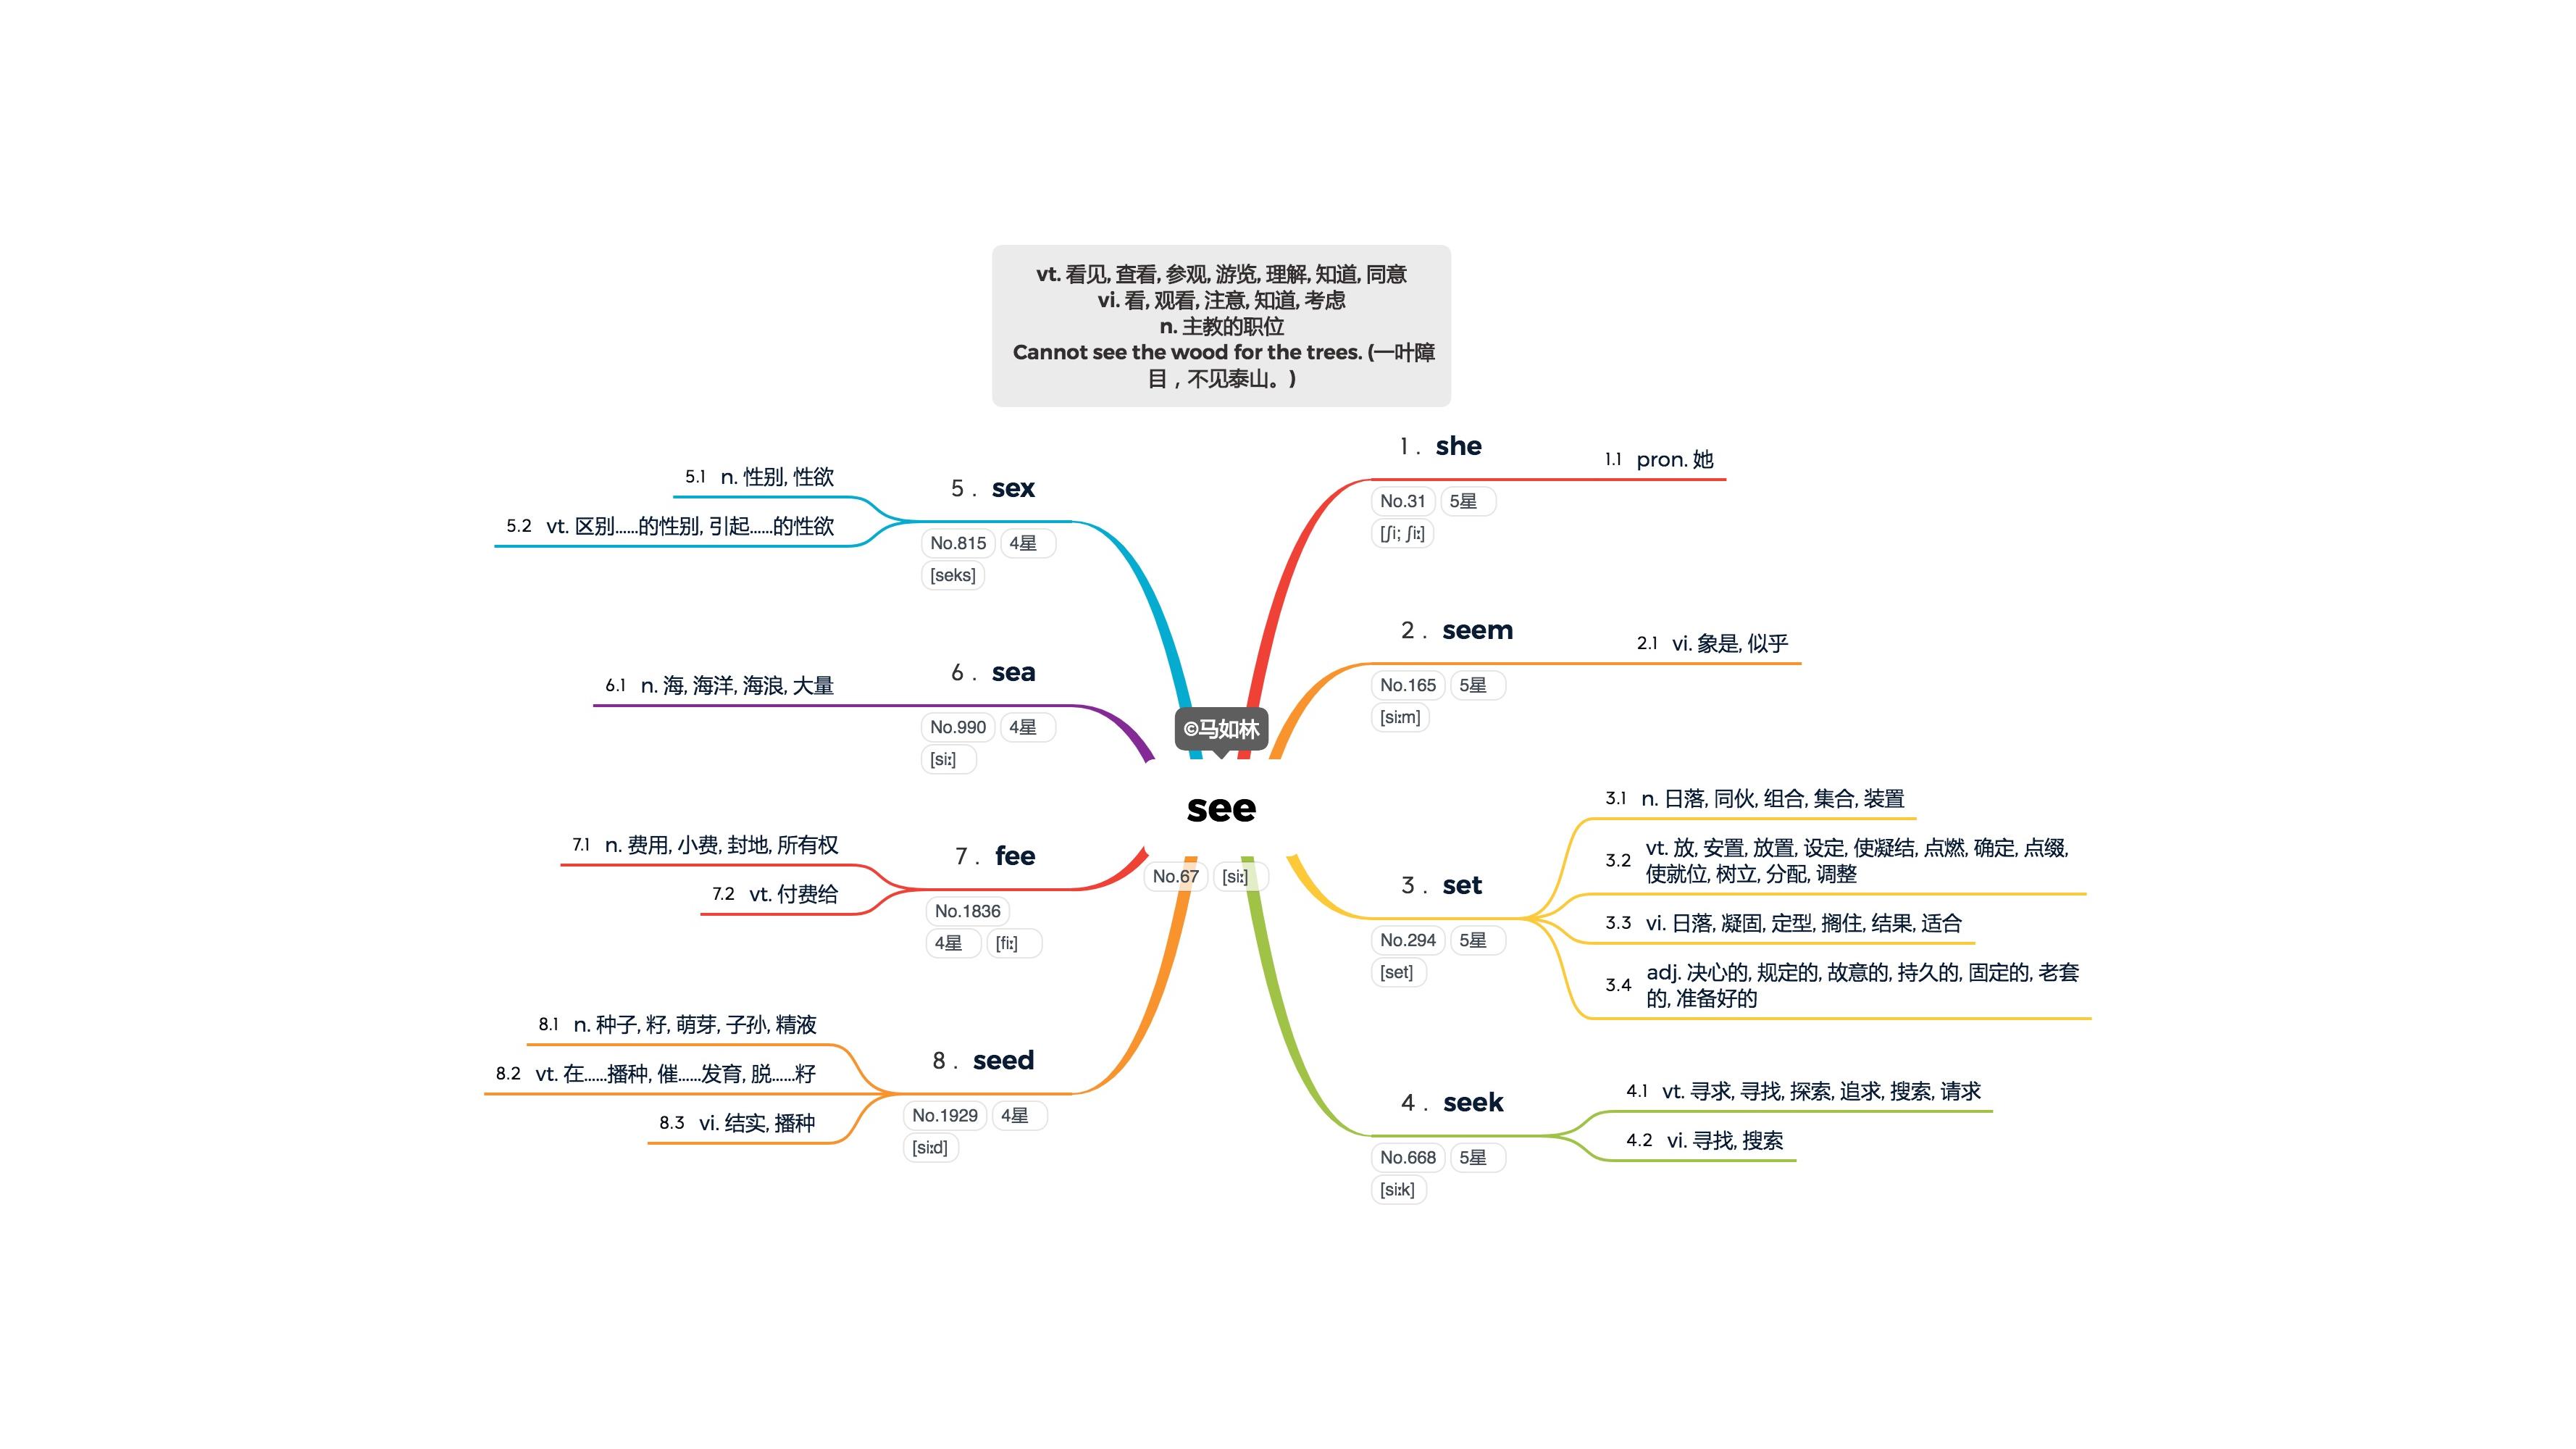 vt. 看见, 查看, 参观, 游览, 理解, 知道, 同意
vi. 看, 观看, 注意, 知道, 考虑
n. 主教的职位
Cannot see the wood for the trees. (一叶障
目，不见泰山。)
©马如林
see
No.67 [siː]
1. she
No.31 5星
[ʃi; ʃiː]
1.1 pron. 她
2. seem
No.165 5星
[siːm]
2.1 vi. 象是, 似乎
3. set
No.294 5星
[set]
3.1 n. 日落, 同伙, 组合, 集合, 装置
3.2 vt. 放, 安置, 放置, 设定, 使凝结, 点燃, 确定, 点缀,
使就位, 树立, 分配, 调整
3.3 vi. 日落, 凝固, 定型, 搁住, 结果, 适合
3.4 adj. 决心的, 规定的, 故意的, 持久的, 固定的, 老套
的, 准备好的
4. seek
No.668 5星
[siːk]
4.1 vt. 寻求, 寻找, 探索, 追求, 搜索, 请求
4.2 vi. 寻找, 搜索
5. sex
No.815 4星
[seks]
5.1 n. 性别, 性欲
5.2 vt. 区别......的性别, 引起......的性欲
6. sea
No.990 4星
[siː]
6.1 n. 海, 海洋, 海浪, 大量
7. fee
No.1836
4星 [fiː]
7.1 n. 费用, 小费, 封地, 所有权
7.2 vt. 付费给
8. seed
No.1929 4星
[siːd]
8.1 n. 种子, 籽, 萌芽, 子孙, 精液
8.2 vt. 在......播种, 催......发育, 脱......籽
8.3 vi. 结实, 播种